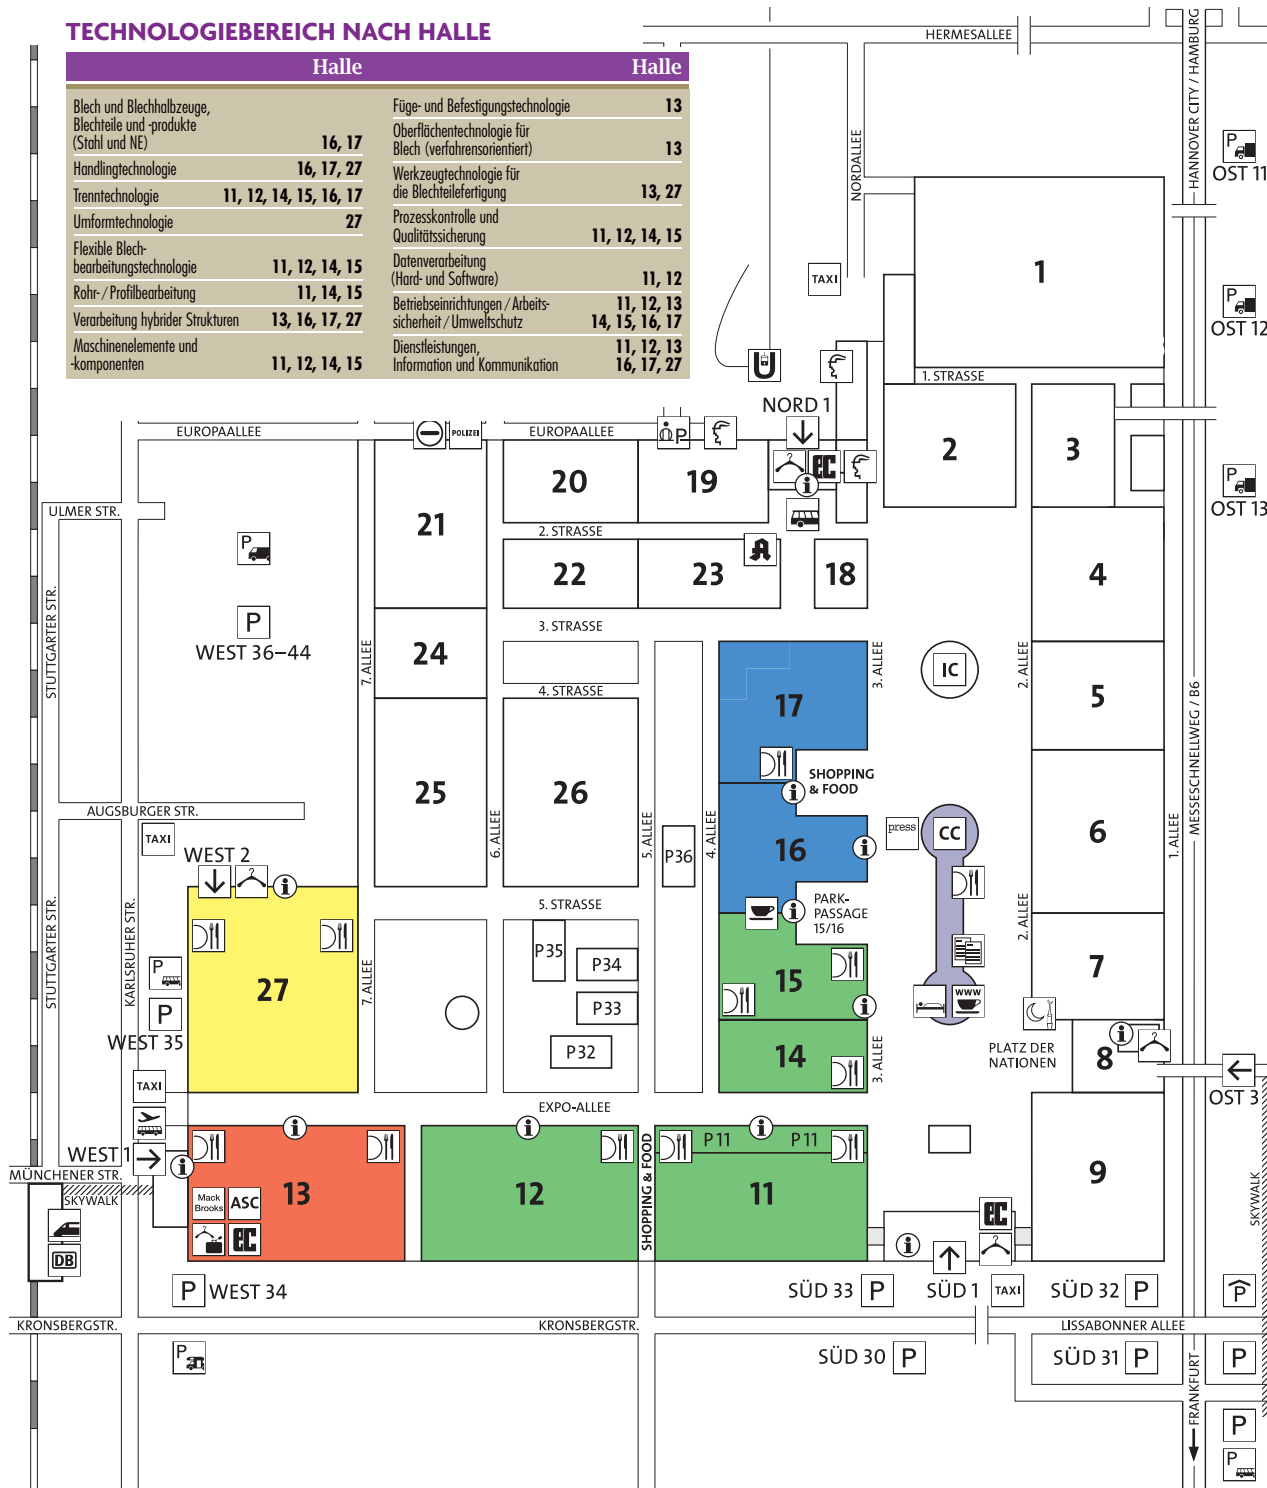 TECHNOLOGIEBEREICH NACH HALLE
Halle
Blech und Blechhalbzeuge,
Blechteile und -produkte
(Stahl und NE) 16, 17
Handlingtechnologie 16, 17, 27
Trenntechnologie 11, 12, 14, 15, 16, 17
Umformtechnologie 27
Flexible Blech-
bearbeitungstechnologie 11, 12, 14, 15
Rohr- / Profilbearbeitung 11, 14, 15
Verarbeitung hybrider Strukturen 13, 16, 17, 27
Maschinenelemente und
-komponenten 11, 12, 14, 15
Halle
Füge- und Befestigungstechnologie 13
Oberflächentechnologie für
Blech (verfahrensorientiert) 13
Werkzeugtechnologie für
die Blechteilefertigung 13, 27
Prozesskontrolle und
Qualitätssicherung 11, 12, 14, 15
Datenverarbeitung
(Hard- und Software) 11, 12
Betriebseinrichtungen / Arbeits- 11, 12, 13
sicherheit / Umweltschutz 14, 15, 16, 17
Dienstleistungen, 11, 12, 13
Information und Kommunikation 16, 17, 27
HERMESALLEE
HANNOVER CITY / HAMBURG
NORDALLEE
P
OST 11
P
OST 12
P
OST 13
TAXI
1
1. STRASSE
U
NORD 1
2
3
EUROPAALLEE
POLIZEI
EUROPAALLEE
P
EC
i
20
19
21
ULMER STR.
2. STRASSE
22
23
A
18
4
P
P
WEST 36–44
STUTTGARTER STR.
3. STRASSE
24
7. ALLEE
4. STRASSE
3. ALLEE
IC
2. ALLEE
5
MESSESCHNELLWEG / B6
17
SHOPPING
& FOOD
i
25
26
AUGSBURGER STR.
TAXI
6. ALLEE
5. ALLEE
P36
4. ALLEE
16
i
press
CC
6
1. ALLEE
WEST 2
i
5. STRASSE
PARK-
PASSAGE
15/16
i
STUTTGARTER STR.
KARLSRUHER STR.
2. ALLEE
7
27
7. ALLEE
P35
P34
P33
P32
15
i
www
P
P
WEST 35
14
3. ALLEE
PLATZ DER
NATIONEN
8
i
OST 3
TAXI
EXPO-ALLEE
WEST 1
i
MÜNCHENER STR.
SKYWALK
DB
i
13
Mack
Brooks
ASC
EC
i
12
SHOPPING & FOOD
i
P 11
P 11
11
9
SKYWALK
EC
i
P
WEST 34
SÜD 33
P
SÜD 1
TAXI
SÜD 32
P
P
KRONSBERGSTR.
KRONSBERGSTR.
LISSABONNER ALLEE
P
SÜD 30
P
SÜD 31
P
P
FRANKFURT
P
P